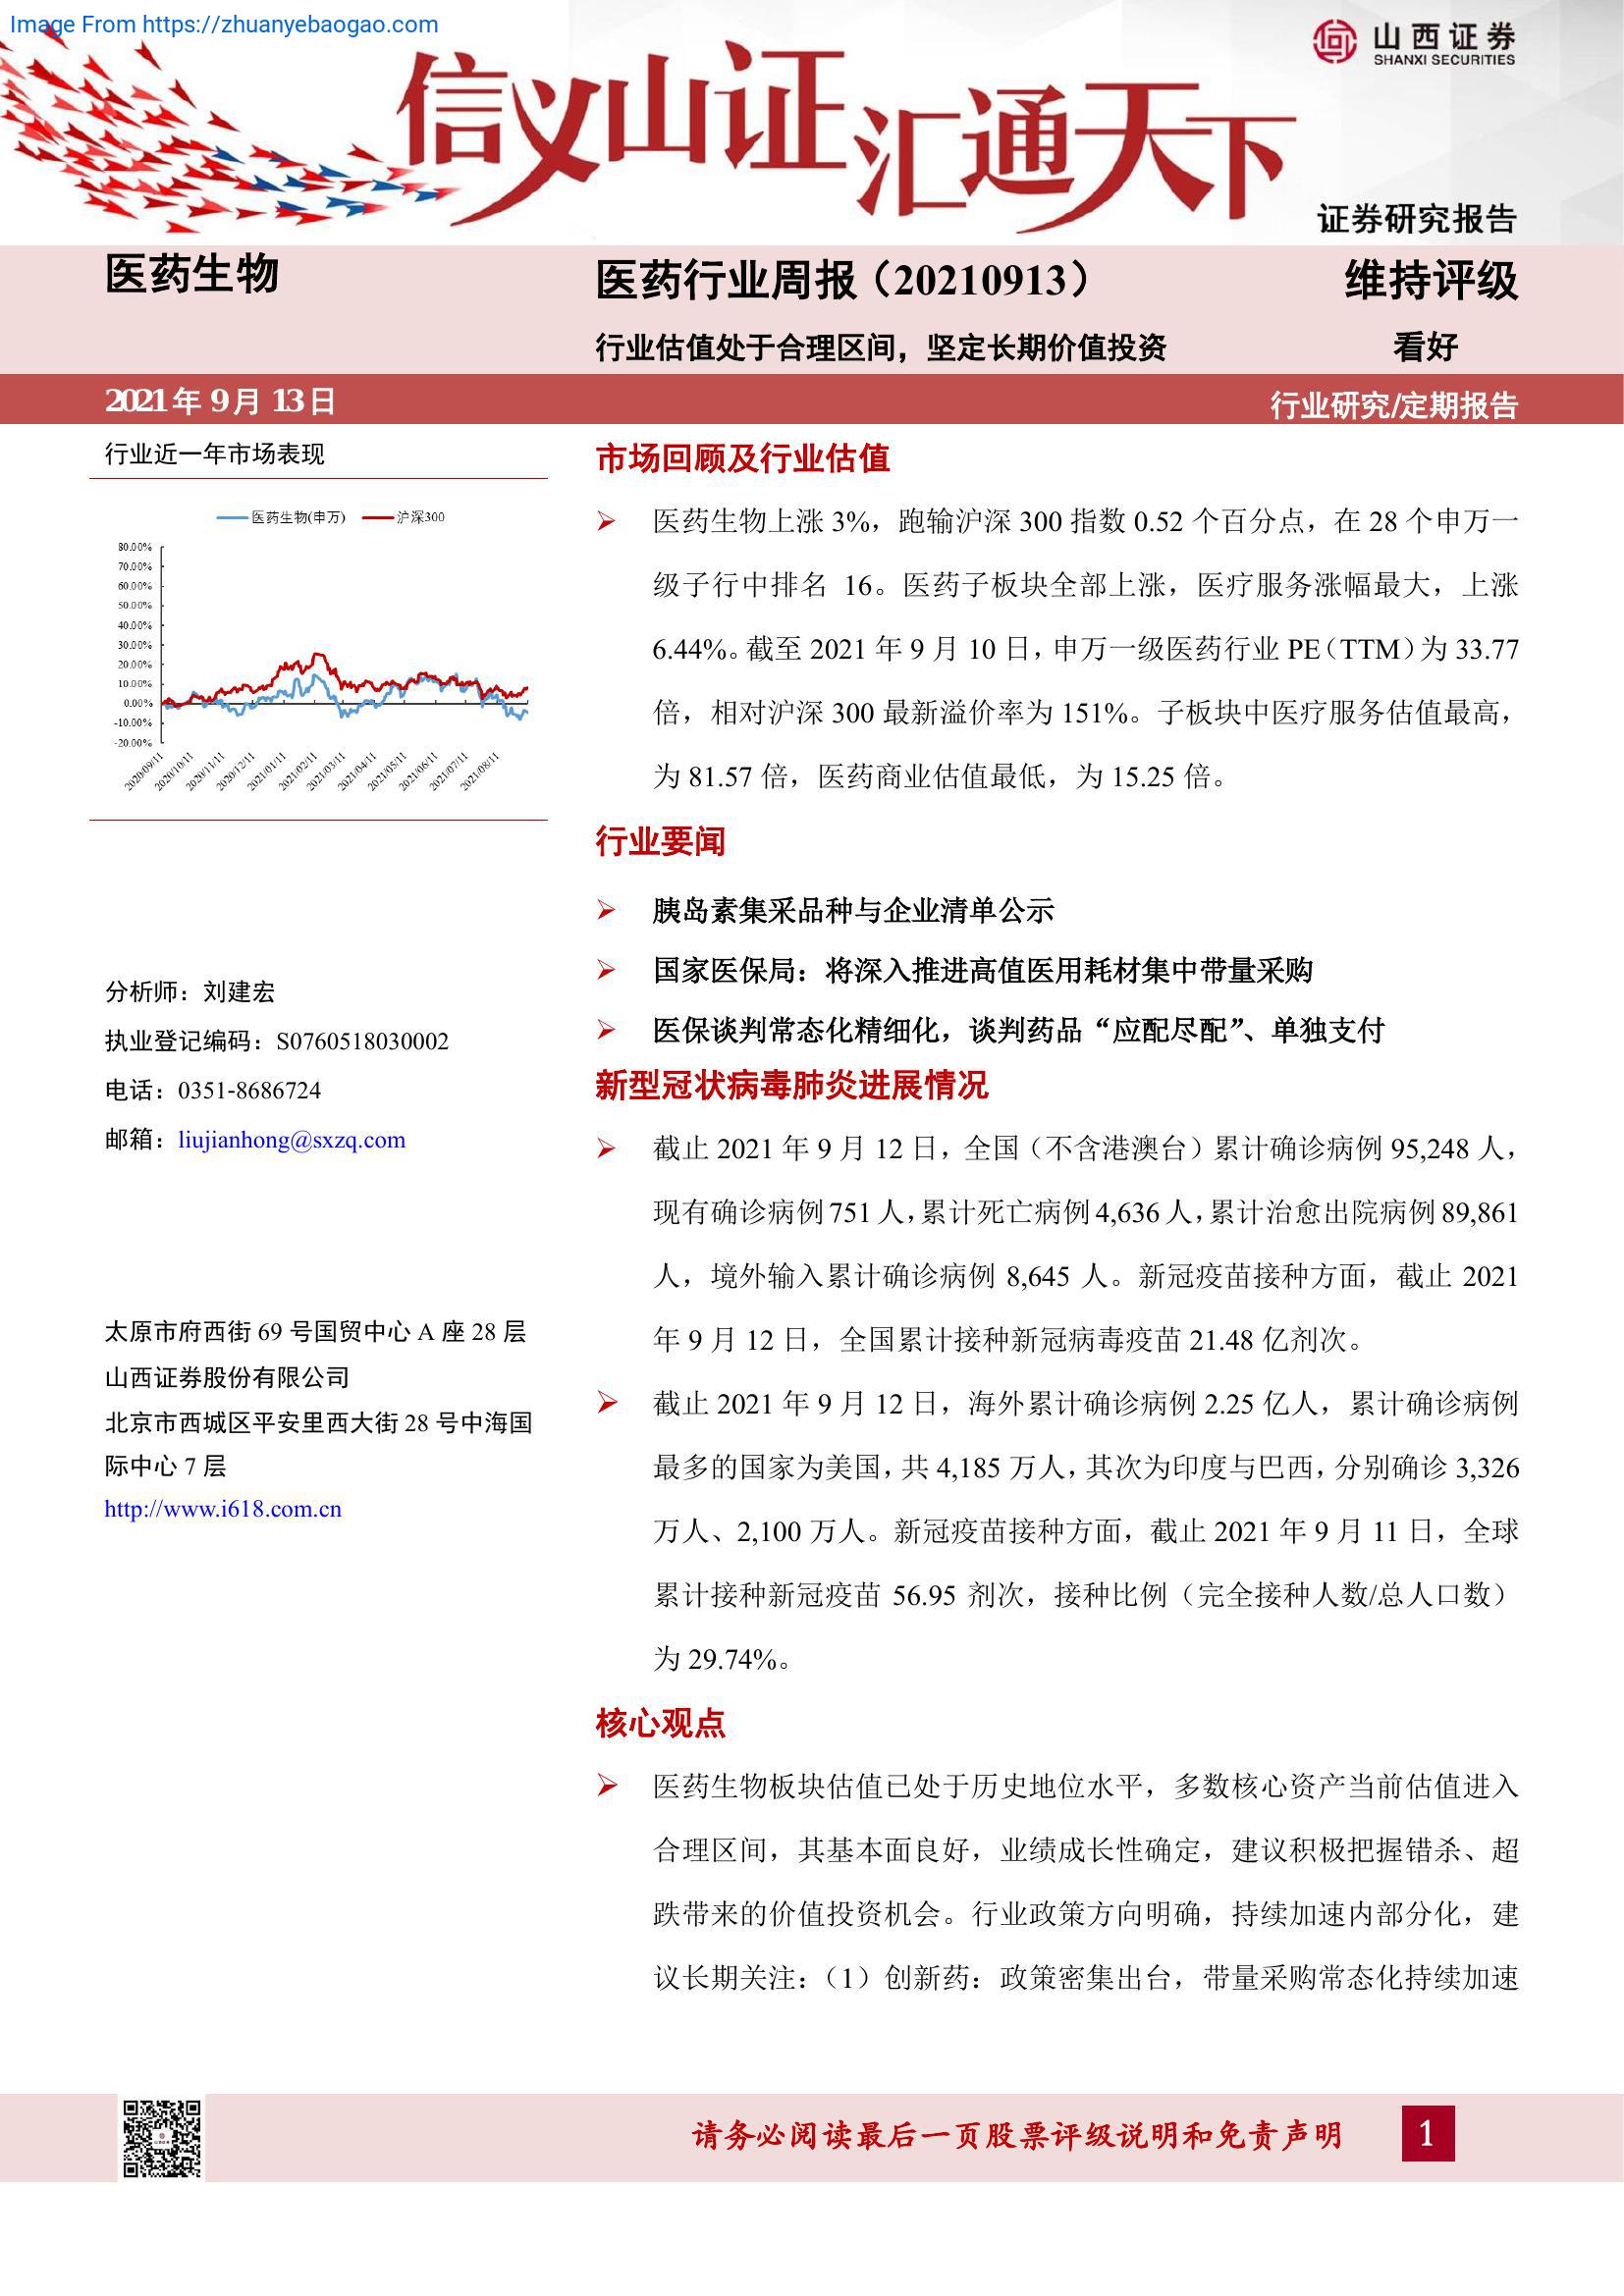 Image From https://zhuanyebaogao.com
山西证券
SHANXI SECURITIES
信义山证汇通天下
证券研究报告
医药生物
医药行业周报（20210913）
维持评级
行业估值处于合理区间，坚定长期价值投资
看好
2021年9月13日
行业研究/定期报告
行业近一年市场表现
医药生物(申万)
沪深300
80.00%
70.00%
60.00%
50.00%
40.00%
30.00%
20.00%
10.00%
0.00%
-10.00%
-20.00%
2020/09/11
2020/10/11
2020/11/11
2020/12/11
2021/01/11
2021/02/11
2021/03/11
2021/04/11
2021/05/11
2021/06/11
2021/07/11
2021/08/11
分析师：刘建宏
执业登记编码：S0760518030002
电话：0351-8686724
邮箱：liujianhong@sxzq.com
太原市府西街69号国贸中心A座28层
山西证券股份有限公司
北京市西城区平安里西大街28号中海国
际中心7层
http://www.i618.com.cn
市场回顾及行业估值
医药生物上涨3%，跑输沪深300指数0.52个百分点，在28个申万一
级子行中排名 16。医药子板块全部上涨，医疗服务涨幅最大，上涨
6.44%。截至2021年9月10日，申万一级医药行业PE（TTM）为33.77
倍，相对沪深300最新溢价率为151%。子板块中医疗服务估值最高，
为81.57倍，医药商业估值最低，为15.25倍。
行业要闻
胰岛素集采品种与企业清单公示
国家医保局：将深入推进高值医用耗材集中带量采购
医保谈判常态化精细化，谈判药品“应配尽配”、单独支付
新型冠状病毒肺炎进展情况
截止2021年9月12日，全国（不含港澳台）累计确诊病例95,248人，
现有确诊病例751人，累计死亡病例4,636人，累计治愈出院病例89,861
人，境外输入累计确诊病例8,645人。新冠疫苗接种方面，截止2021
年9月12日，全国累计接种新冠病毒疫苗21.48亿剂次。
截止2021年9月12日，海外累计确诊病例2.25亿人，累计确诊病例
最多的国家为美国，共4,185万人，其次为印度与巴西，分别确诊3,326
万人、2,100万人。新冠疫苗接种方面，截止2021年9月11日，全球
累计接种新冠疫苗56.95剂次，接种比例（完全接种人数/总人口数）
为29.74%。
核心观点
医药生物板块估值已处于历史地位水平，多数核心资产当前估值进入
合理区间，其基本面良好，业绩成长性确定，建议积极把握错杀、超
跌带来的价值投资机会。行业政策方向明确，持续加速内部分化，建
议长期关注：（1）创新药：政策密集出台，带量采购常态化持续加速
请务必阅读最后一页股票评级说明和免责声明
1